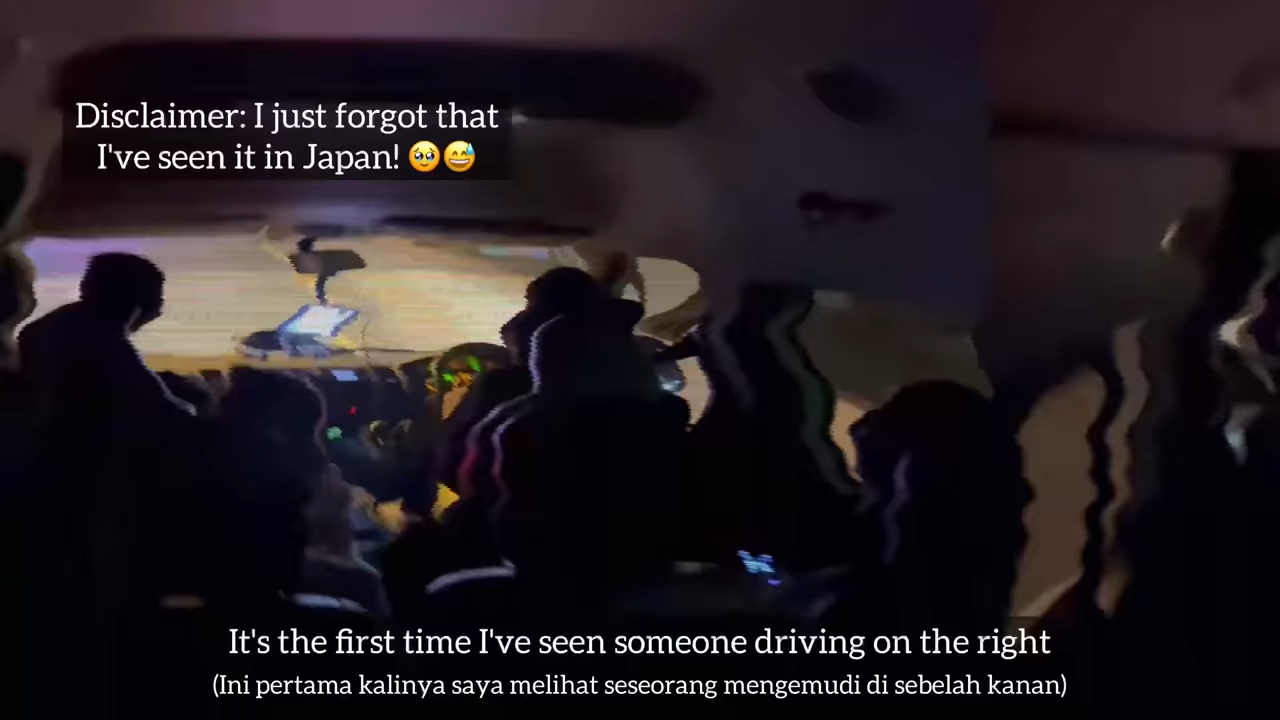 Disclaimer: I just forgot that
I've seen it in Japan! 🥹😅
It's the first time I've seen someone driving on the right
(Ini pertama kalinya saya melihat seseorang mengemudi di sebelah kanan)